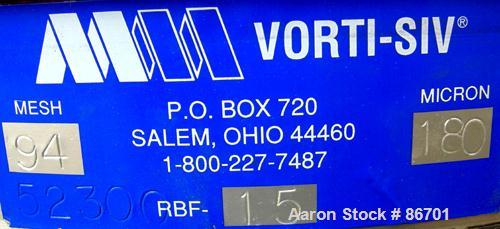 VORTI-SIV®
MESH
94
P.O. BOX 720
SALEM, OHIO 44460
1-800-227-7487
MICRON
180
52300 RBF- 15
Aaron Stock # 86701